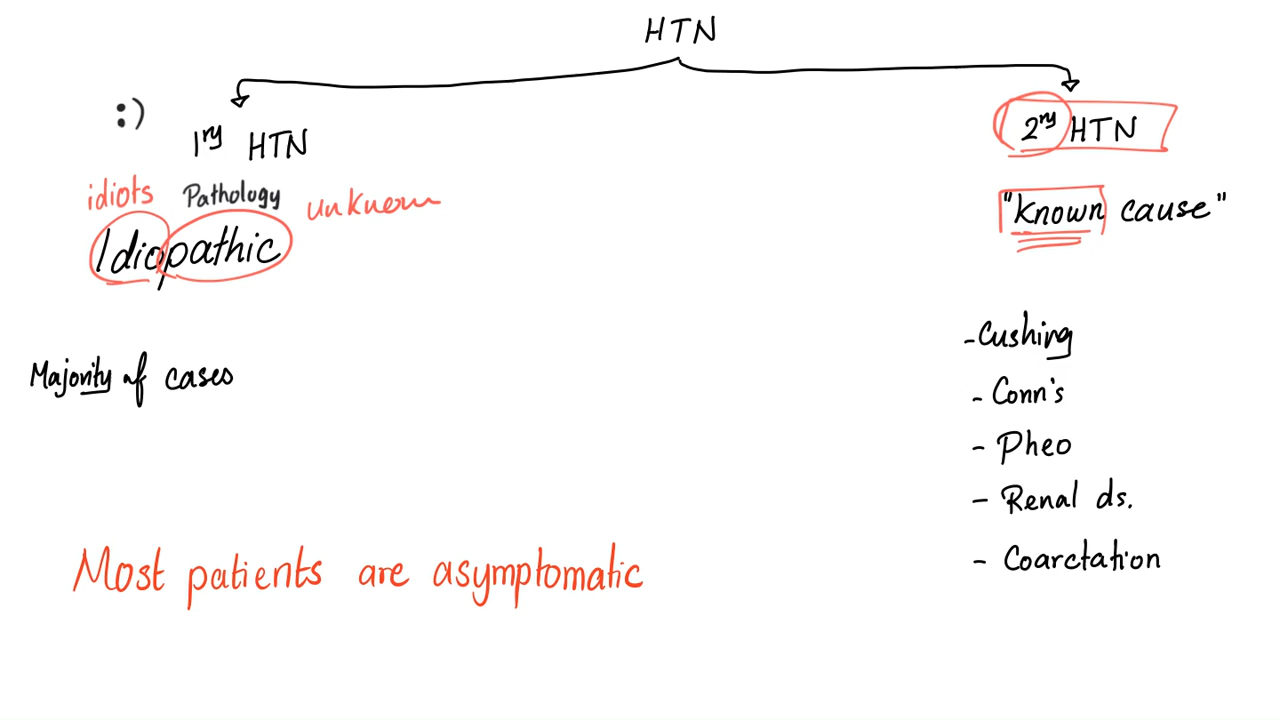 HTN
:)
1ry HTN
idiots Pathology unknown
Idiopathic
Majority of cases
Most patients are asymptomatic
2ry HTN
"known cause"
- Cushing
- Conn's
- Pheo
- Renal ds.
- Coarctation